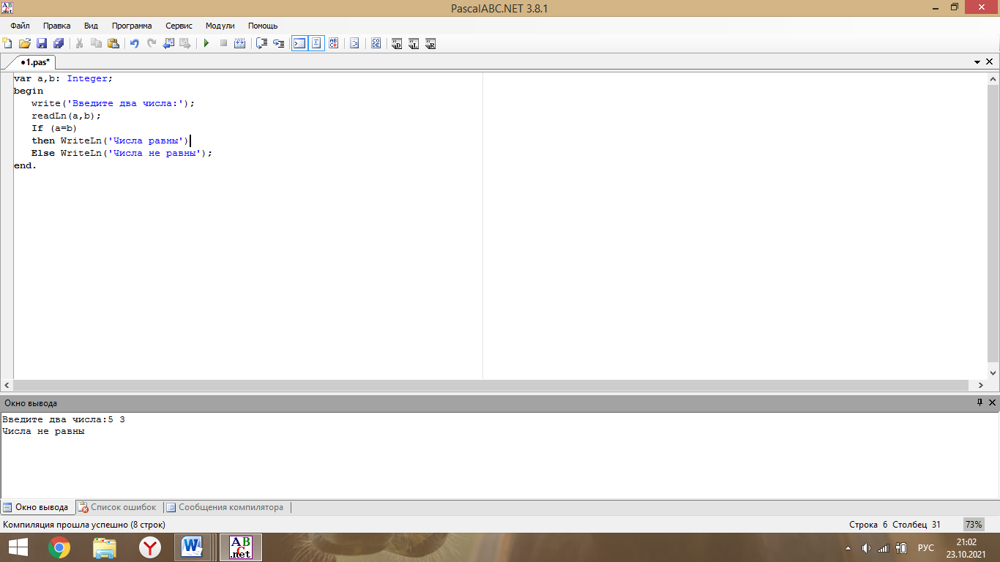 PascalABC.NET 3.8.1
Файл Правка Вид Программа Сервис Модули Помощь
●1.pas*
var a,b: Integer;
begin
write('Введите два числа:');
readLn(a,b);
If (a=b)
then WriteLn('Числа равны')
Else WriteLn('Числа не равны');
end.
Окно вывода
Введите два числа:5 3
Числа не равны
Окно вывода Список ошибок Сообщения компилятора
Компиляция прошла успешно (8 строк) Строка 6 Столбец 31 73%
РУС 21:02
23.10.2021